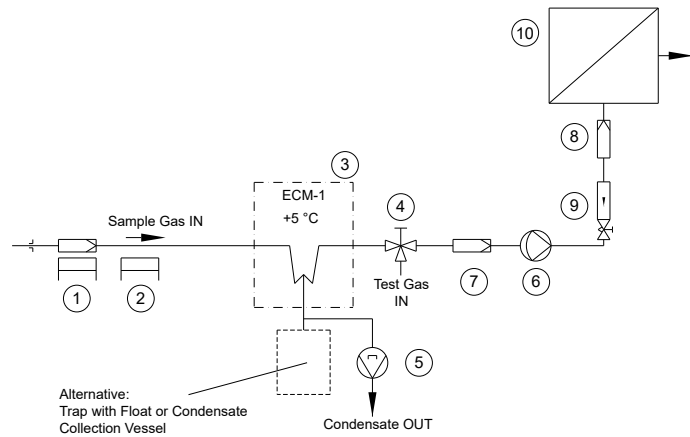 10
8
3
ECM-1
+5 °C
4
9
Sample Gas IN
Test Gas
IN
1
2
7
6
5
Alternative:
Trap with Float or Condensate
Collection Vessel
Condensate OUT